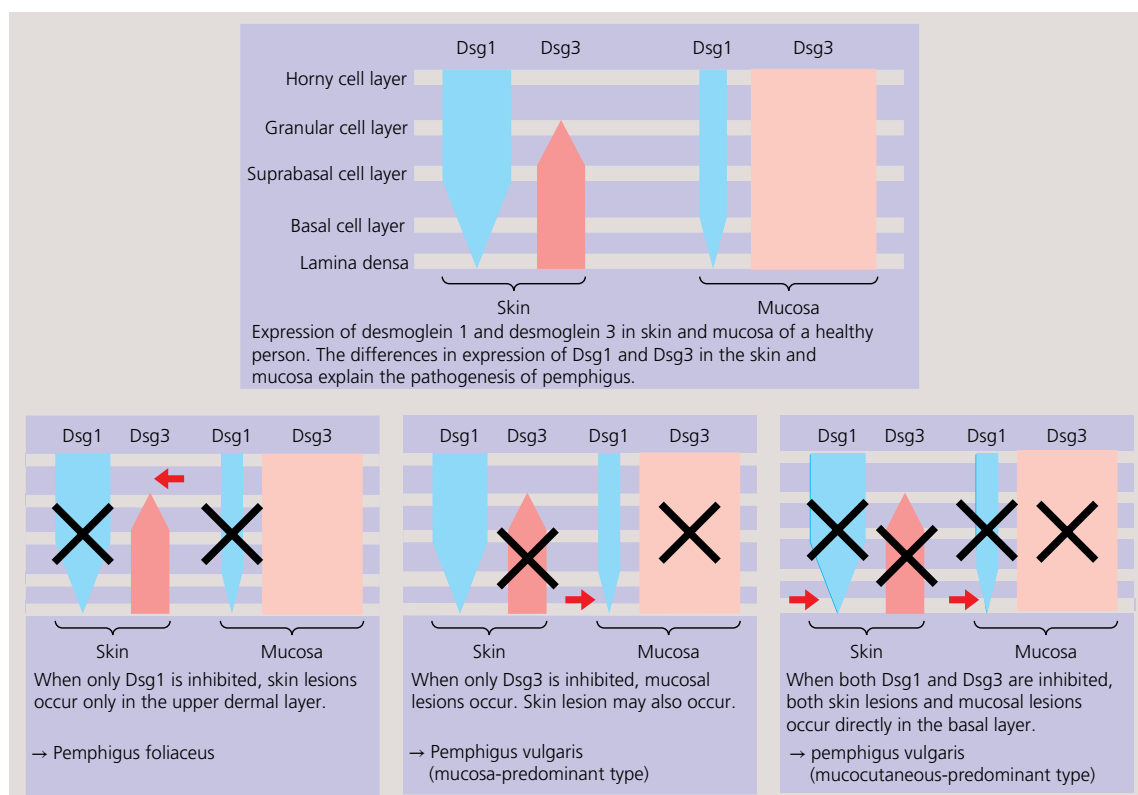 Dsg1 Dsg3 Dsg1 Dsg3
Horny cell layer
Granular cell layer
Suprabasal cell layer
Basal cell layer
Lamina densa
Skin Mucosa
Expression of desmoglein 1 and desmoglein 3 in skin and mucosa of a healthy
person. The differences in expression of Dsg1 and Dsg3 in the skin and
mucosa explain the pathogenesis of pemphigus.
Dsg1 Dsg3 Dsg1 Dsg3
Skin Mucosa
When only Dsg1 is inhibited, skin lesions
occur only in the upper dermal layer.
→ Pemphigus foliaceus
Dsg1 Dsg3 Dsg1 Dsg3
Skin Mucosa
When only Dsg3 is inhibited, mucosal
lesions occur. Skin lesion may also occur.
→ Pemphigus vulgaris
(mucosa-predominant type)
Dsg1 Dsg3 Dsg1 Dsg3
Skin Mucosa
When both Dsg1 and Dsg3 are inhibited,
both skin lesions and mucosal lesions
occur directly in the basal layer.
→ pemphigus vulgaris
(mucocutaneous-predominant type)